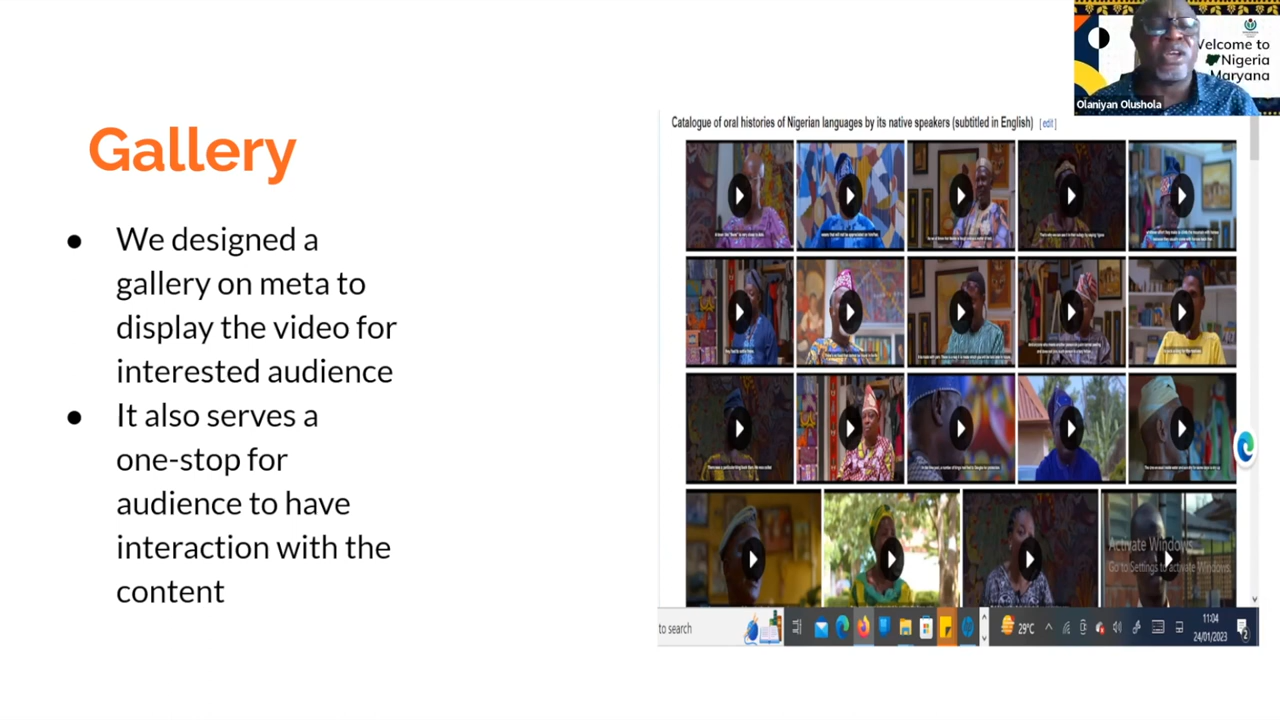 Welcome to
Nigeria
Maryana
Olaniyan Olushola
Gallery
● We designed a
gallery on meta to
display the video for
interested audience
● It also serves a
one-stop for
audience to have
interaction with the
content
Catalogue of oral histories of Nigerian languages by its native speakers (subtitled in English) [edit]
Activate Windows
Go to Settings to activate Windows.
to search
29°C
11:04
24/01/2023
2